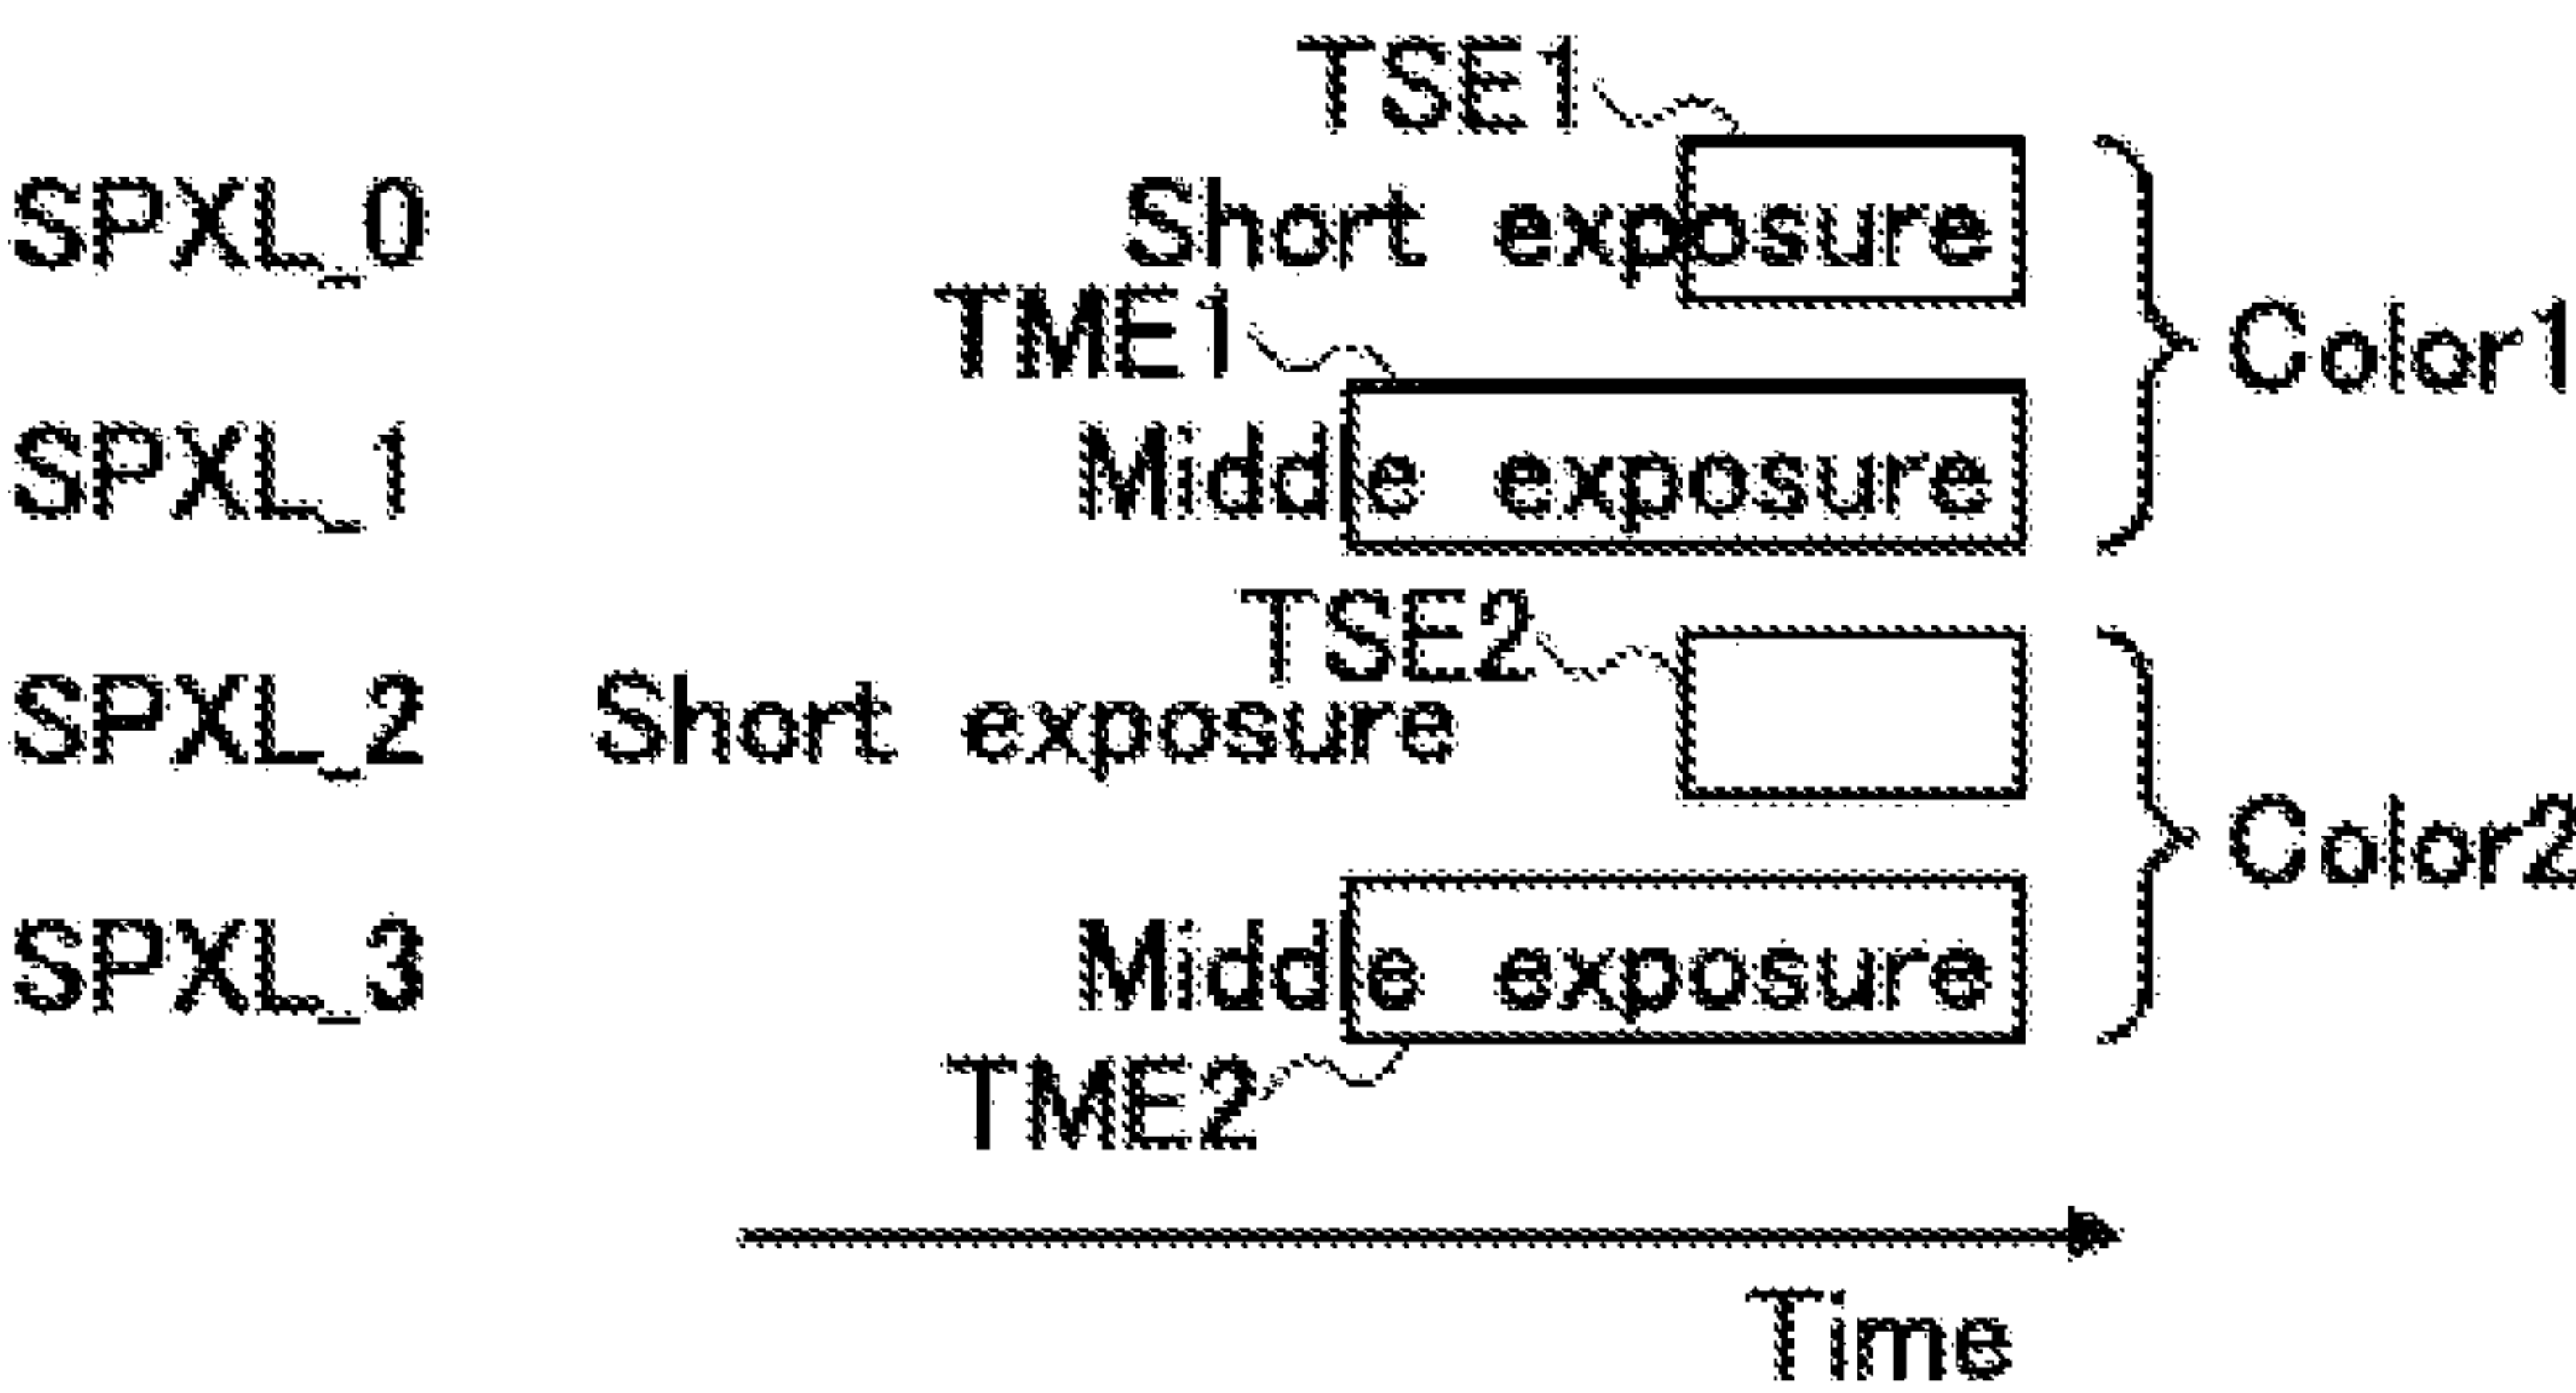 TSE1
SPXL_0 Short exposure
TME1 Color1
SPXL_1 Middle exposure
TSE2
SPXL_2 Short exposure
Color2
SPXL_3 Middle exposure
TME2
Time